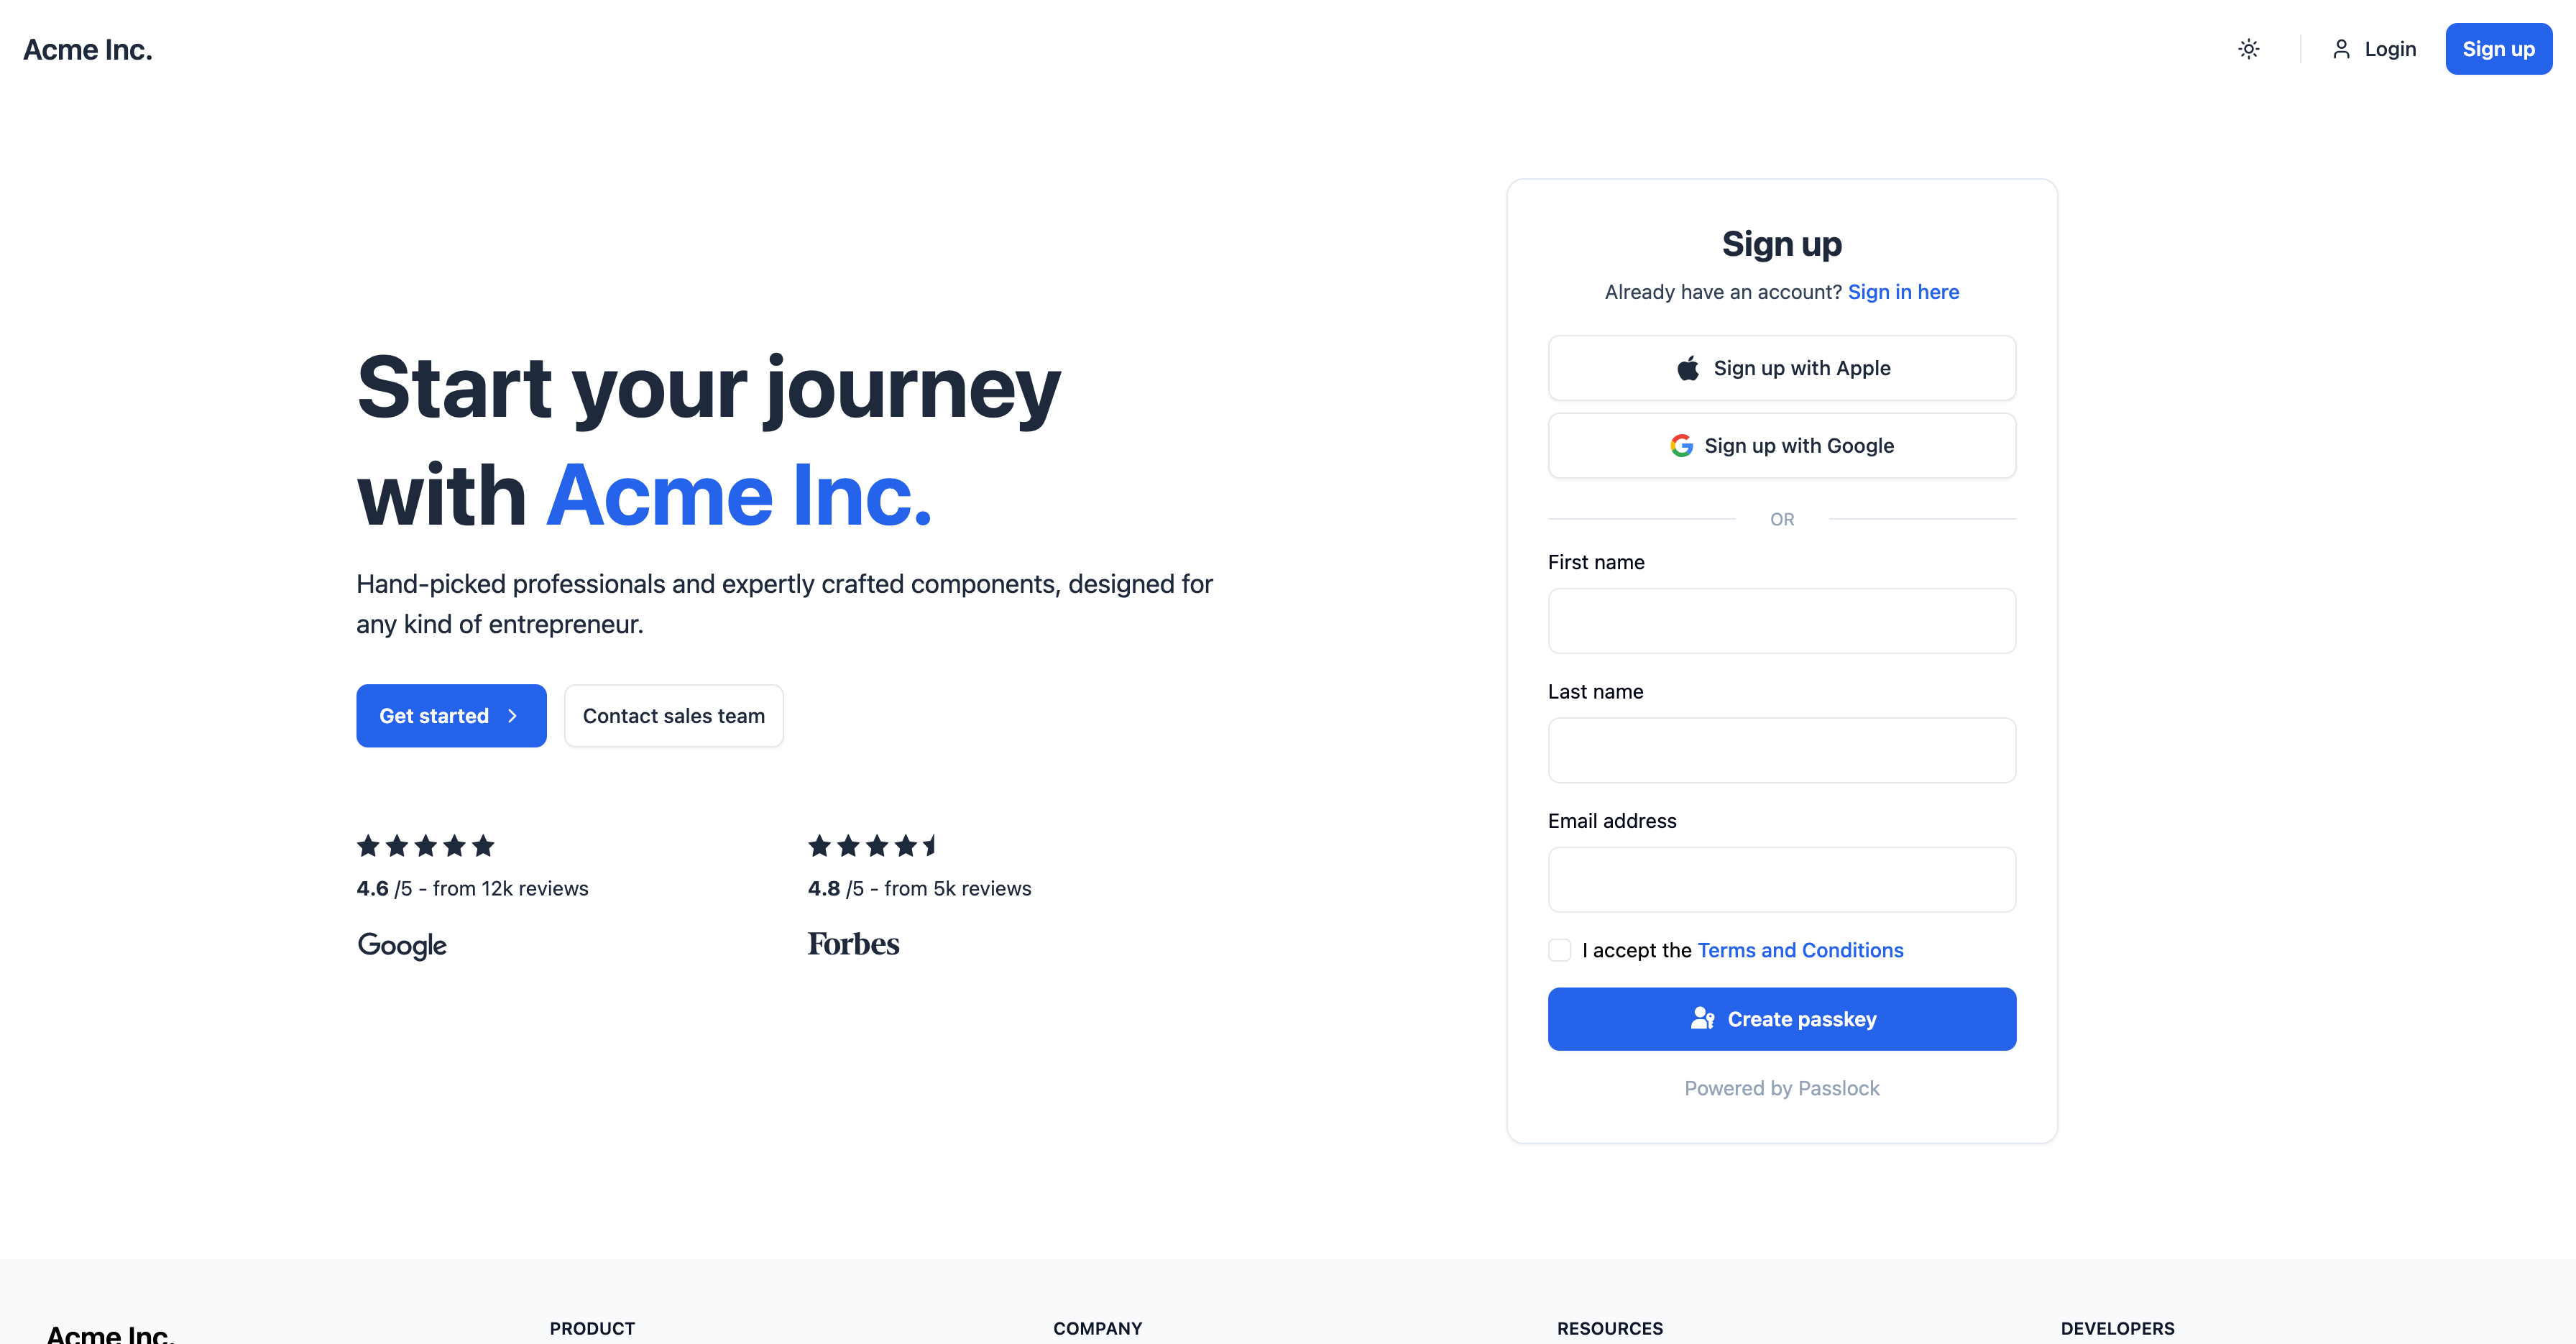 Acme Inc.
Login
Sign up
Start your journey
with Acme Inc.
Hand-picked professionals and expertly crafted components, designed for
any kind of entrepreneur.
Get started
Contact sales team
4.6 /5 - from 12k reviews
4.8 /5 - from 5k reviews
Google
Forbes
Sign up
Already have an account? Sign in here
Sign up with Apple
Sign up with Google
OR
First name
Last name
Email address
I accept the Terms and Conditions
Create passkey
Powered by Passlock
Acme Inc.
PRODUCT
COMPANY
RESOURCES
DEVELOPERS